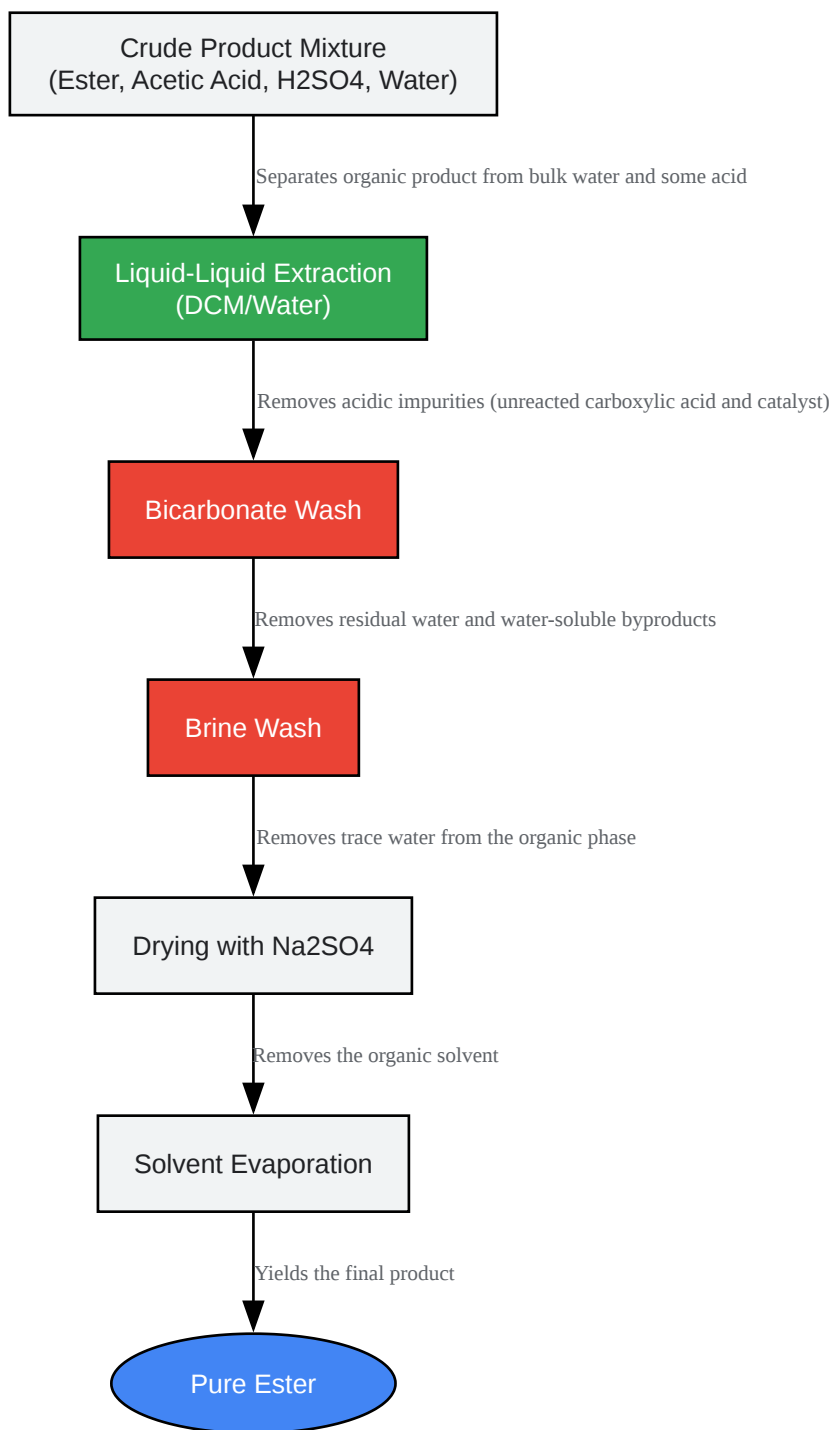 Crude Product Mixture
(Ester, Acetic Acid, H2SO4, Water)
Separates organic product from bulk water and some acid
Liquid-Liquid Extraction
(DCM/Water)
Removes acidic impurities (unreacted carboxylic acid and catalyst)
Bicarbonate Wash
Removes residual water and water-soluble byproducts
Brine Wash
Removes trace water from the organic phase
Drying with Na2SO4
Removes the organic solvent
Solvent Evaporation
Yields the final product
Pure Ester